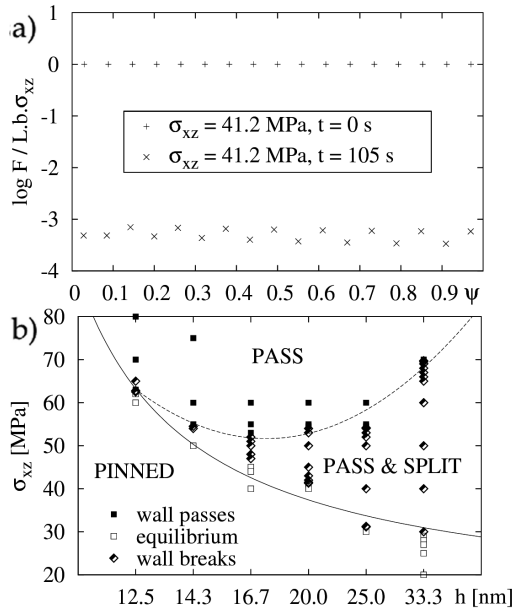 a)
log F / L.b.σxz
1
0
-1
-2
-3
-4
+ σxz = 41.2 MPa, t = 0 s
× σxz = 41.2 MPa, t = 105 s
0 0.1 0.2 0.3 0.4 0.5 0.6 0.7 0.8 0.9 ψ
b)
σxz [MPa]
80
70
60
50
40
30
20
PASS
PINNED
PASS & SPLIT
■ wall passes
□ equilibrium
◆ wall breaks
12.5 14.3 16.7 20.0 25.0 33.3 h [nm]